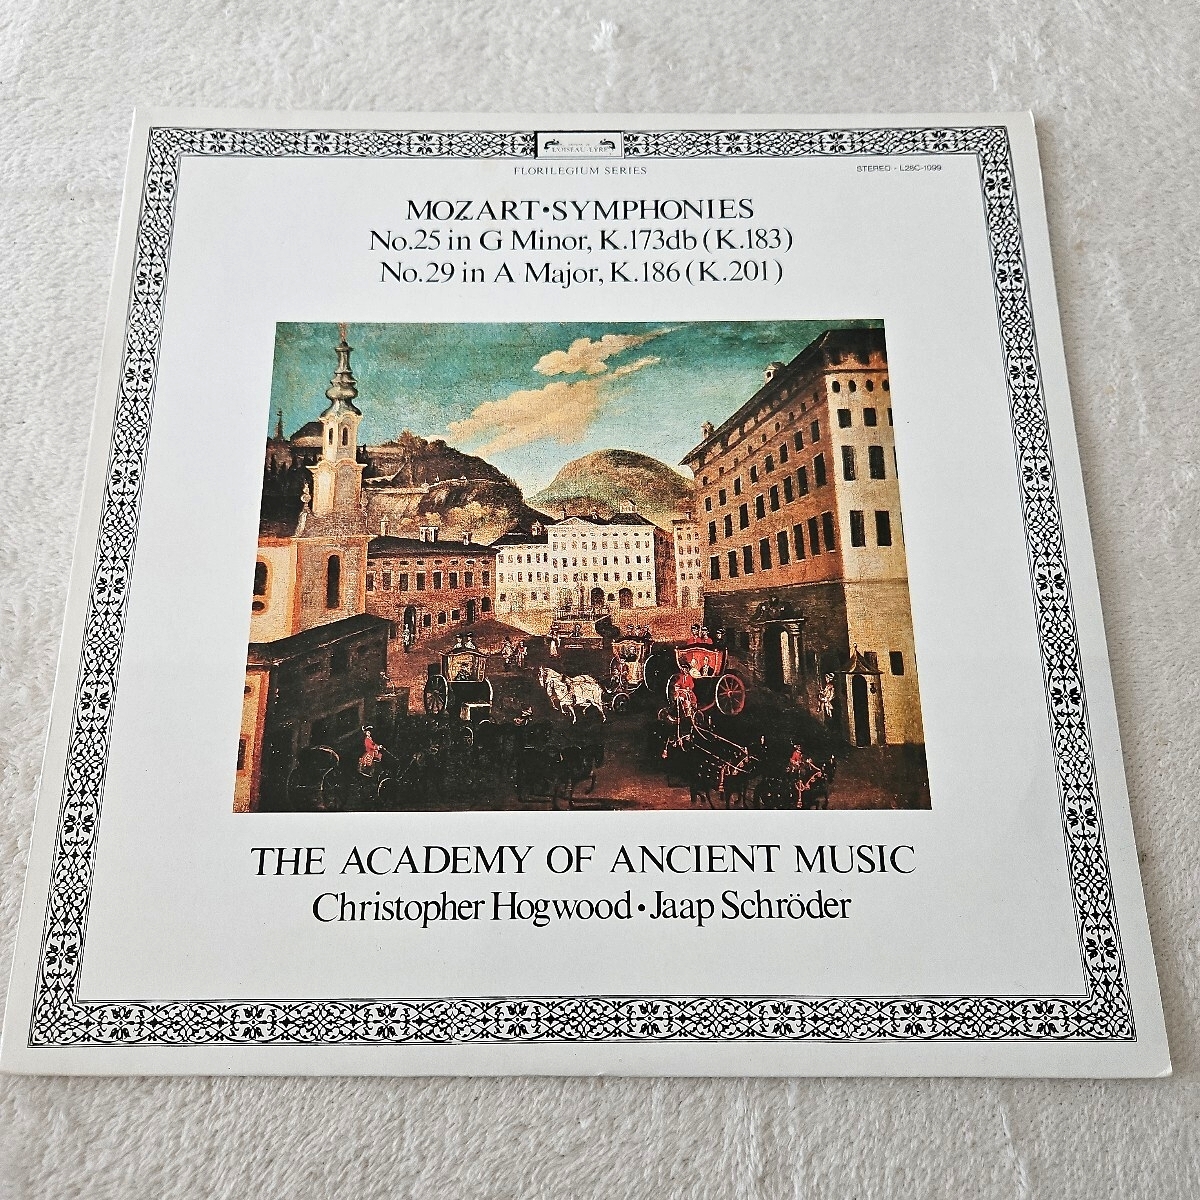 L'OISEAU-LYRE
FLORILEGIUM SERIES
STEREO - L28C-1099
MOZART•SYMPHONIES
No.25 in G Minor, K.173db (K.183)
No.29 in A Major, K.186 (K.201)
THE ACADEMY OF ANCIENT MUSIC
Christopher Hogwood•Jaap Schröder